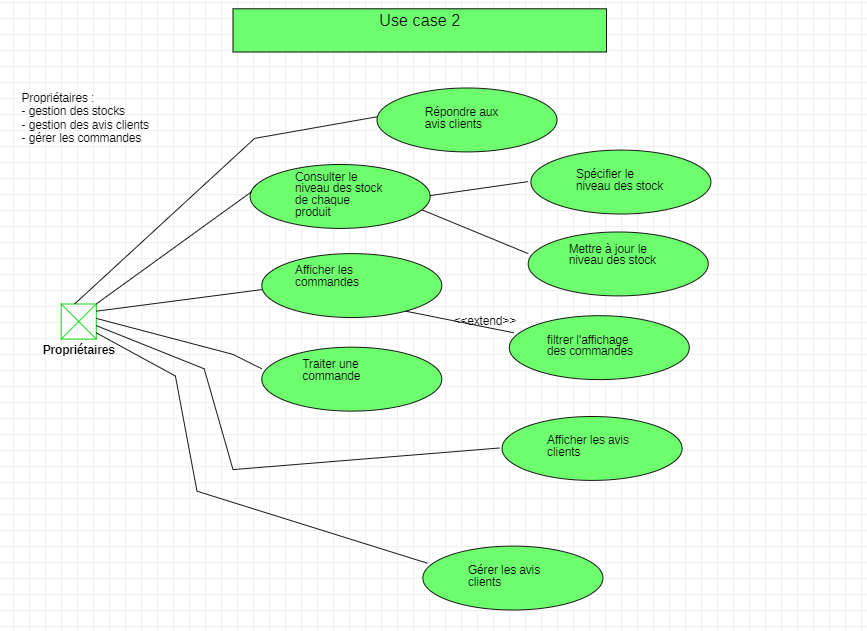 Use case 2
Propriétaires :
- gestion des stocks
- gestion des avis clients
- gérer les commandes
Répondre aux
avis clients
Consulter le
niveau des stock
de chaque
produit
Spécifier le
niveau des stock
Mettre à jour le
niveau des stock
Afficher les
commandes
<<extend>>
filtrer l'affichage
des commandes
Propriétaires
Traiter une
commande
Afficher les avis
clients
Gérer les avis
clients